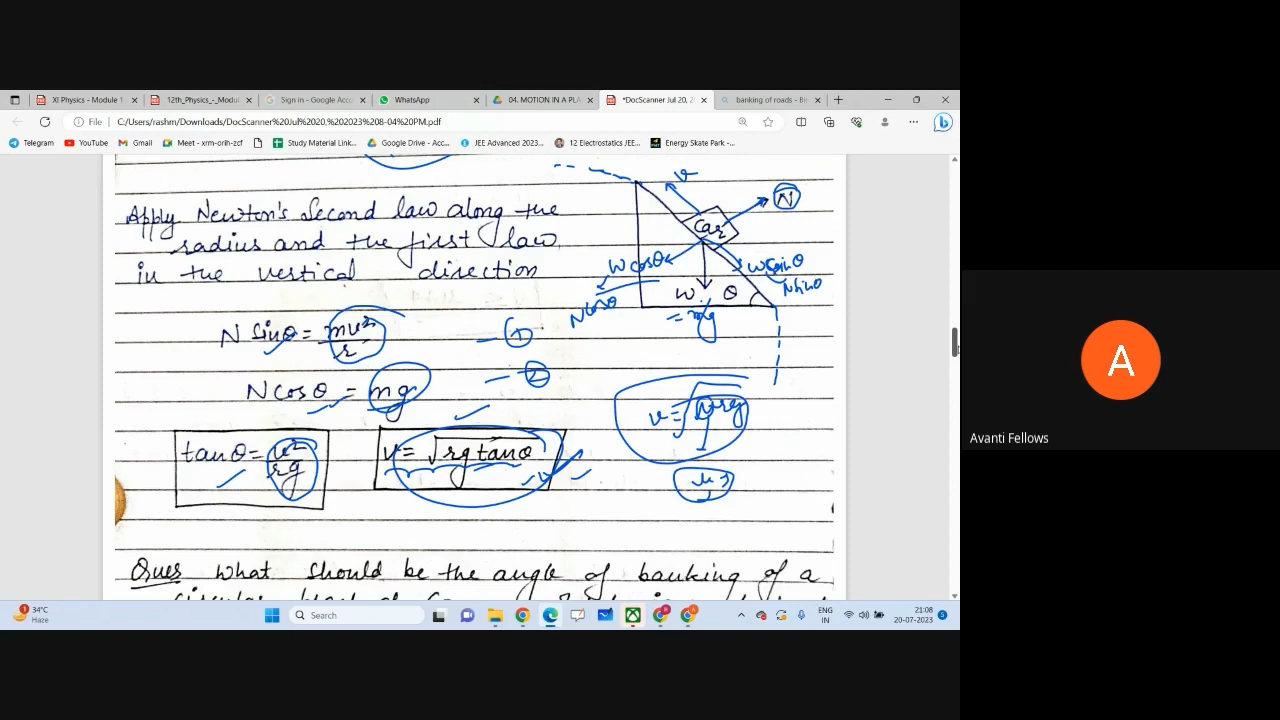 XI Physics - Module 1
12th_Physics_-_Modu
Sign in - Google Acco
WhatsApp
04. MOTION IN A PLA
*DocScanner Jul 20, 2
banking of roads - Bi
File
C:/Users/rashm/Downloads/DocScanner%20Jul%2020,%202023%208-04%20PM.pdf
Telegram
YouTube
Gmail
Meet - xrm-orih-zcf
Study Material Link...
Google Drive - Acc...
JEE Advanced 2023...
12 Electrostatics JEE...
Energy Skate Park -...
Apply Newton's Second law along the
radius and the first law
in the vertical direction
v
N
Car
W cosθ
W sinθ
N sinθ
N cosθ
W
θ
= mg
N sinθ = mv²/r - ①
N cosθ = mg - ②
tanθ = v²/rg
v = √rg tanθ
Ques What should be the angle of banking of a
34°C
Haze
Search
ENG
IN
21:08
20-07-2023
A
Avanti Fellows